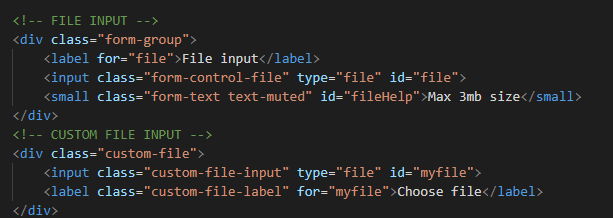 <!-- FILE INPUT -->
<div class="form-group">
<label for="file">File input</label>
<input class="form-control-file" type="file" id="file">
<small class="form-text text-muted" id="fileHelp">Max 3mb size</small>
</div>
<!-- CUSTOM FILE INPUT -->
<div class="custom-file">
<input class="custom-file-input" type="file" id="myfile">
<label class="custom-file-label" for="myfile">Choose file</label>
</div>